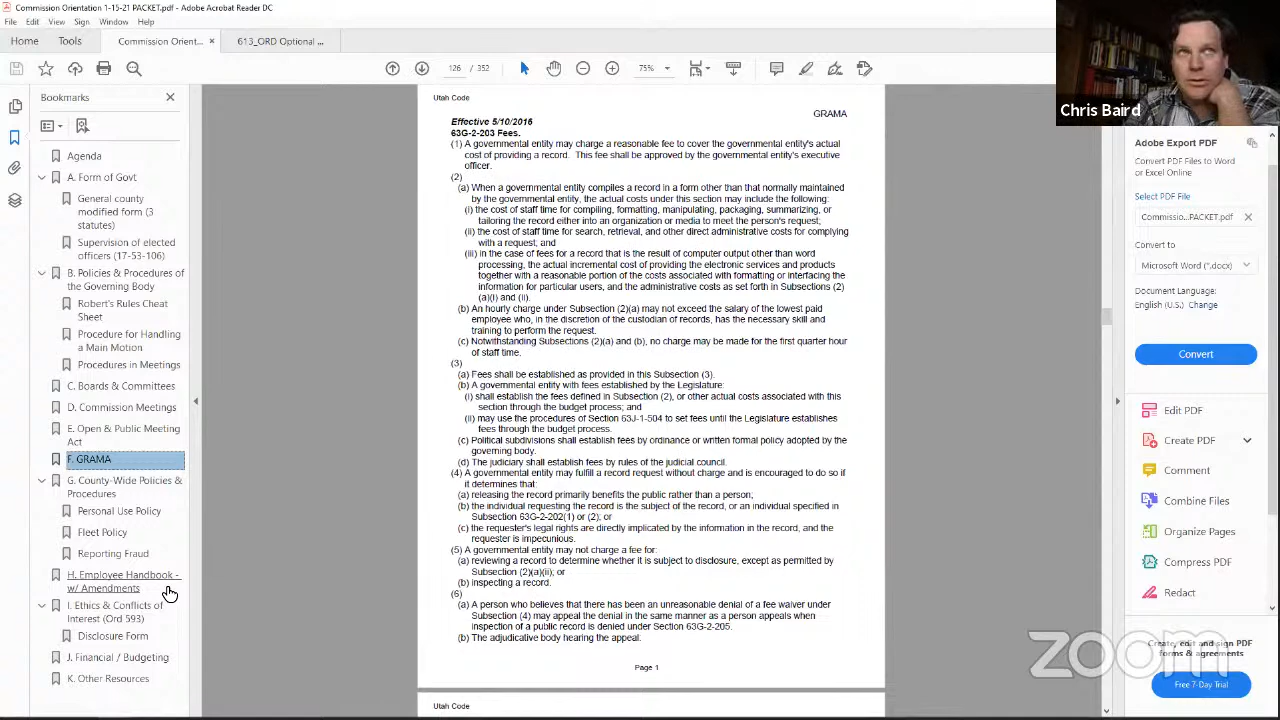 Commission Orientation 1-15-21 PACKET.pdf - Adobe Acrobat Reader DC
File Edit View Sign Window Help
Home Tools Commission Orient... × 613_ORD Optional ...
126 / 352 75%
Bookmarks
Agenda
A. Form of Govt
General county
modified form (3
statutes)
Supervision of elected
officers (17-53-106)
B. Policies & Procedures of
the Governing Body
Robert's Rules Cheat
Sheet
Procedure for Handling
a Main Motion
Procedures in Meetings
C. Boards & Committees
D. Commission Meetings
E. Open & Public Meeting
Act
F. GRAMA
G. County-Wide Policies &
Procedures
Personal Use Policy
Fleet Policy
Reporting Fraud
H. Employee Handbook -
w/ Amendments
I. Ethics & Conflicts of
Interest (Ord 593)
Disclosure Form
J. Financial / Budgeting
K. Other Resources
Utah Code
GRAMA
Effective 5/10/2016
63G-2-203 Fees.
(1) A governmental entity may charge a reasonable fee to cover the governmental entity's actual
cost of providing a record. This fee shall be approved by the governmental entity's executive
officer.
(2)
(a) When a governmental entity compiles a record in a form other than that normally maintained
by the governmental entity, the actual costs under this section may include the following:
(i) the cost of staff time for compiling, formatting, manipulating, packaging, summarizing, or
tailoring the record either into an organization or media to meet the person's request;
(ii) the cost of staff time for search, retrieval, and other direct administrative costs for complying
with a request; and
(iii) in the case of fees for a record that is the result of computer output other than word
processing, the actual incremental cost of providing the electronic services and products
together with a reasonable portion of the costs associated with formatting or interfacing the
information for particular users, and the administrative costs as set forth in Subsections (2)
(a)(i) and (ii).
(b) An hourly charge under Subsection (2)(a) may not exceed the salary of the lowest paid
employee who, in the discretion of the custodian of records, has the necessary skill and
training to perform the request.
(c) Notwithstanding Subsections (2)(a) and (b), no charge may be made for the first quarter hour
of staff time.
(3)
(a) Fees shall be established as provided in this Subsection (3).
(b) A governmental entity with fees established by the Legislature:
(i) shall establish the fees defined in Subsection (2), or other actual costs associated with this
section through the budget process; and
(ii) may use the procedures of Section 63J-1-504 to set fees until the Legislature establishes
fees through the budget process.
(c) Political subdivisions shall establish fees by ordinance or written formal policy adopted by the
governing body.
(d) The judiciary shall establish fees by rules of the judicial council.
(4) A governmental entity may fulfill a record request without charge and is encouraged to do so if
it determines that:
(a) releasing the record primarily benefits the public rather than a person;
(b) the individual requesting the record is the subject of the record, or an individual specified in
Subsection 63G-2-202(1) or (2); or
(c) the requester's legal rights are directly implicated by the information in the record, and the
requester is impecunious.
(5) A governmental entity may not charge a fee for:
(a) reviewing a record to determine whether it is subject to disclosure, except as permitted by
Subsection (2)(a)(ii); or
(b) inspecting a record.
(6)
(a) A person who believes that there has been an unreasonable denial of a fee waiver under
Subsection (4) may appeal the denial in the same manner as a person appeals when
inspection of a public record is denied under Section 63G-2-205.
(b) The adjudicative body hearing the appeal:
Page 1
Utah Code
Chris Baird
Adobe Export PDF
Convert PDF Files to Word
or Excel Online
Select PDF File
Commissio...PACKET.pdf ×
Convert to
Microsoft Word (*.docx)
Document Language:
English (U.S.) Change
Convert
Edit PDF
Create PDF
Comment
Combine Files
Organize Pages
Compress PDF
Redact
Create, edit and sign PDF
forms & agreements
Free 7-Day Trial
zoom